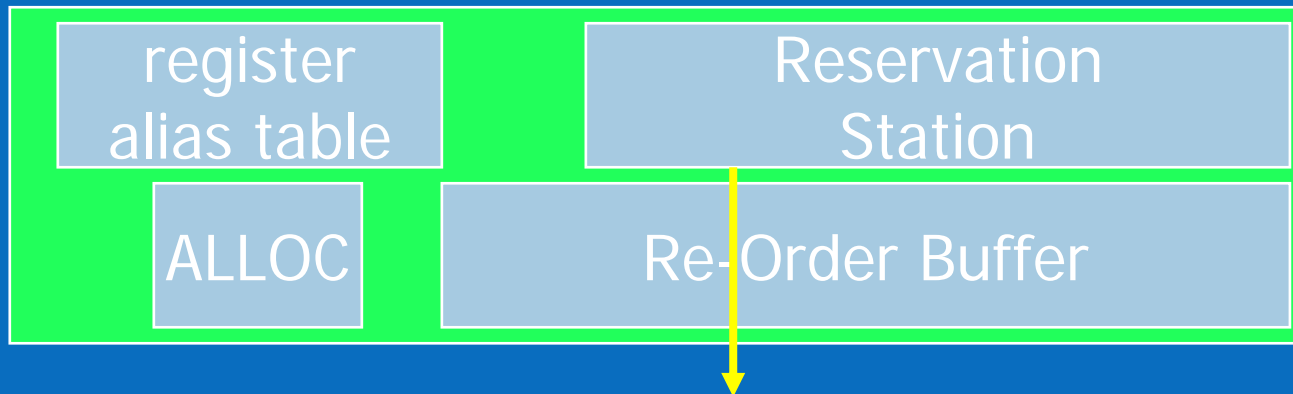 register
alias table
Reservation
Station
ALLOC
Re-Order Buffer